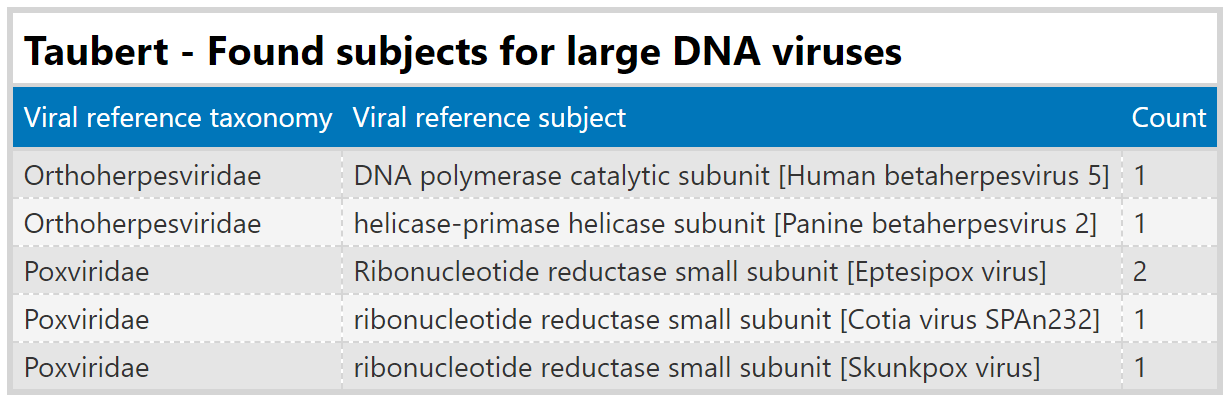 Taubert - Found subjects for large DNA viruses
Viral reference taxonomy Viral reference subject Count
Orthoherpesviridae DNA polymerase catalytic subunit [Human betaherpesvirus 5] 1
Orthoherpesviridae helicase-primase helicase subunit [Panine betaherpesvirus 2] 1
Poxviridae Ribonucleotide reductase small subunit [Eptesipox virus] 2
Poxviridae ribonucleotide reductase small subunit [Cotia virus SPAn232] 1
Poxviridae ribonucleotide reductase small subunit [Skunkpox virus] 1